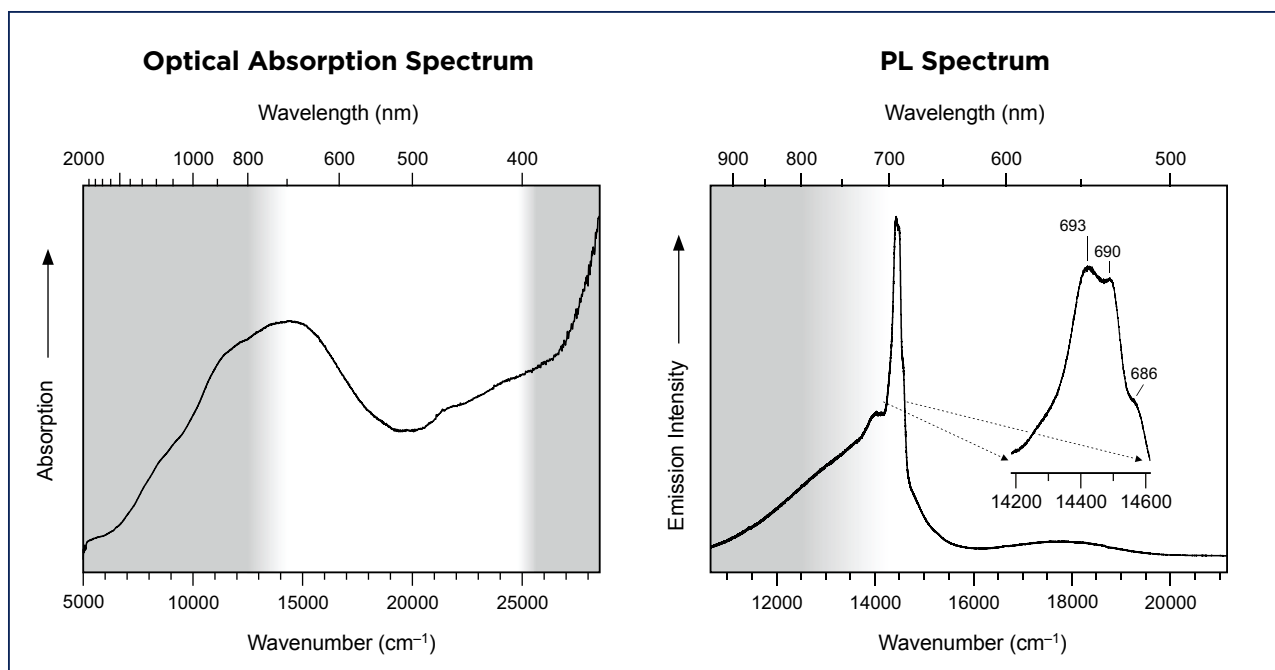 Optical Absorption Spectrum
Wavelength (nm)
2000 1000 800 600 500 400
Absorption
5000 10000 15000 20000 25000
Wavenumber (cm⁻¹)
PL Spectrum
Wavelength (nm)
900 800 700 600 500
Emission Intensity
693
690
686
14200 14400 14600
12000 14000 16000 18000 20000
Wavenumber (cm⁻¹)